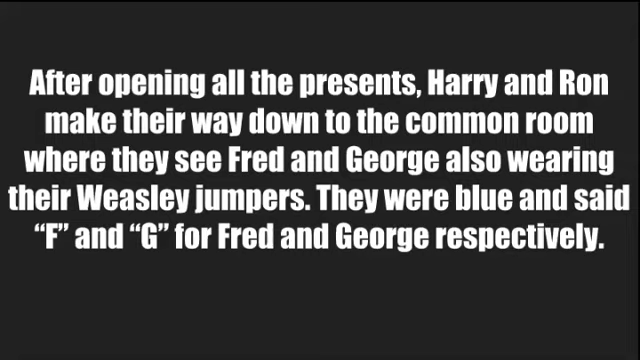 After opening all the presents, Harry and Ron
make their way down to the common room
where they see Fred and George also wearing
their Weasley jumpers. They were blue and said
“F” and “G” for Fred and George respectively.